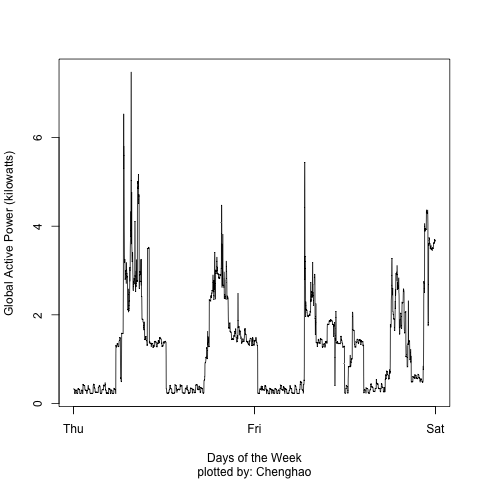 Global Active Power (kilowatts)
6
4
2
0
Thu Fri Sat
Days of the Week
plotted by: Chenghao